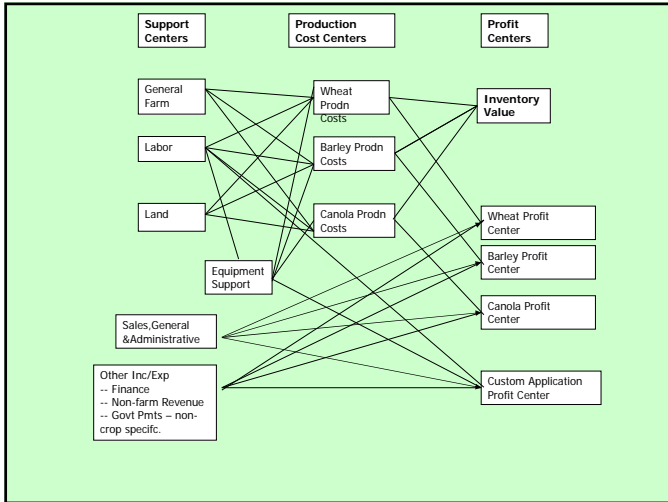 Support
Centers
Production
Cost Centers
Profit
Centers
General
Farm
Labor
Land
Equipment
Support
Sales,General
&Administrative
Other Inc/Exp
-- Finance
-- Non-farm Revenue
-- Govt Pmts – non-
crop specifc.
Wheat
Prodn
Costs
Barley Prodn
Costs
Canola Prodn
Costs
Inventory
Value
Wheat Profit
Center
Barley Profit
Center
Canola Profit
Center
Custom Application
Profit Center